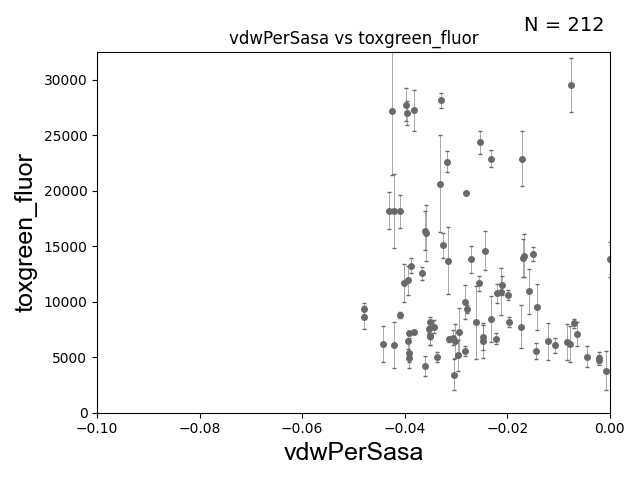 N = 212
vdwPerSasa vs toxgreen_fluor
toxgreen_fluor
30000
25000
20000
15000
10000
5000
0
−0.10 −0.08 −0.06 −0.04 −0.02 0.00
vdwPerSasa